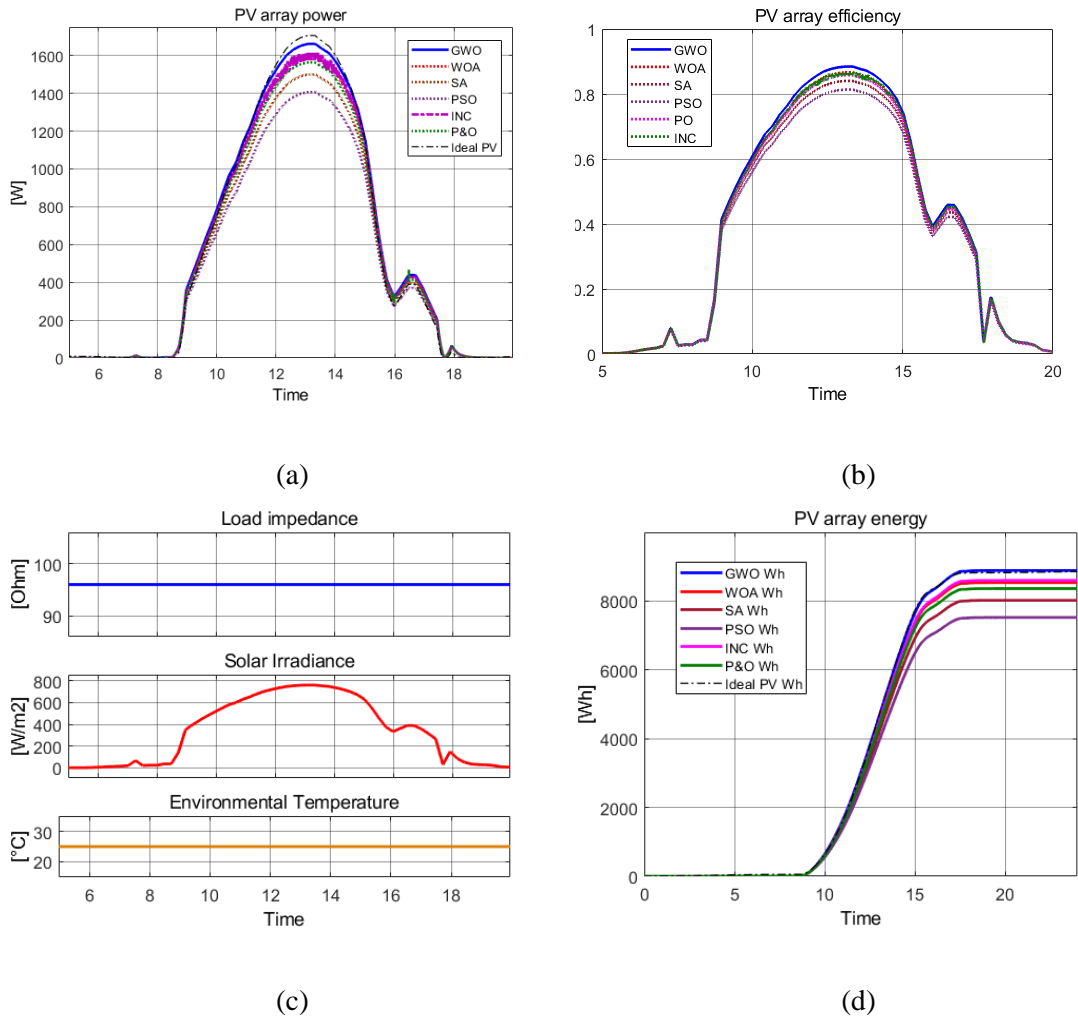 PV array power
[W]
1600
1400
1200
1000
800
600
400
200
0
GWO
WOA
SA
PSO
INC
P&O
Ideal PV
6 8 10 12 14 16 18
Time
(a)
PV array efficiency
1
0.8
0.6
0.4
0.2
0
GWO
WOA
SA
PSO
PO
INC
5 10 15 20
Time
(b)
Load impedance
[Ohm]
100
90
Solar Irradiance
[W/m2]
800
600
400
200
0
Environmental Temperature
[°C]
30
20
6 8 10 12 14 16 18
Time
(c)
PV array energy
[Wh]
8000
6000
4000
2000
0
GWO Wh
WOA Wh
SA Wh
PSO Wh
INC Wh
P&O Wh
Ideal PV Wh
0 5 10 15 20
Time
(d)